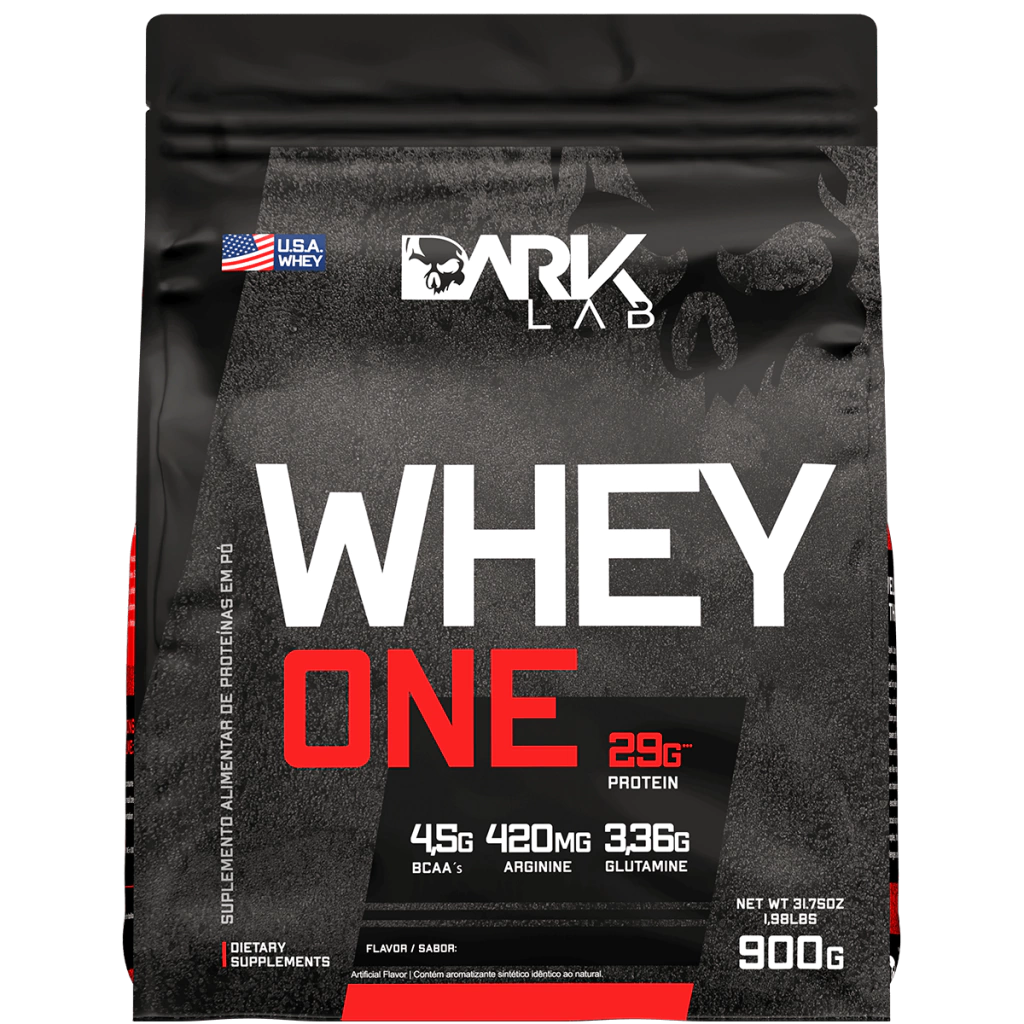 U.S.A.
WHEY
DARK
LAB
WHEY
ONE
29G***
PROTEIN
4,5G 420MG 3,36G
BCAA´s ARGININE GLUTAMINE
SUPLEMENTO ALIMENTAR DE PROTEÍNAS EM PÓ
DIETARY
SUPPLEMENTS
FLAVOR / SABOR:
Artificial Flavor | Contém aromatizante sintético idêntico ao natural.
NET WT 31.75OZ
1,98LBS
900G